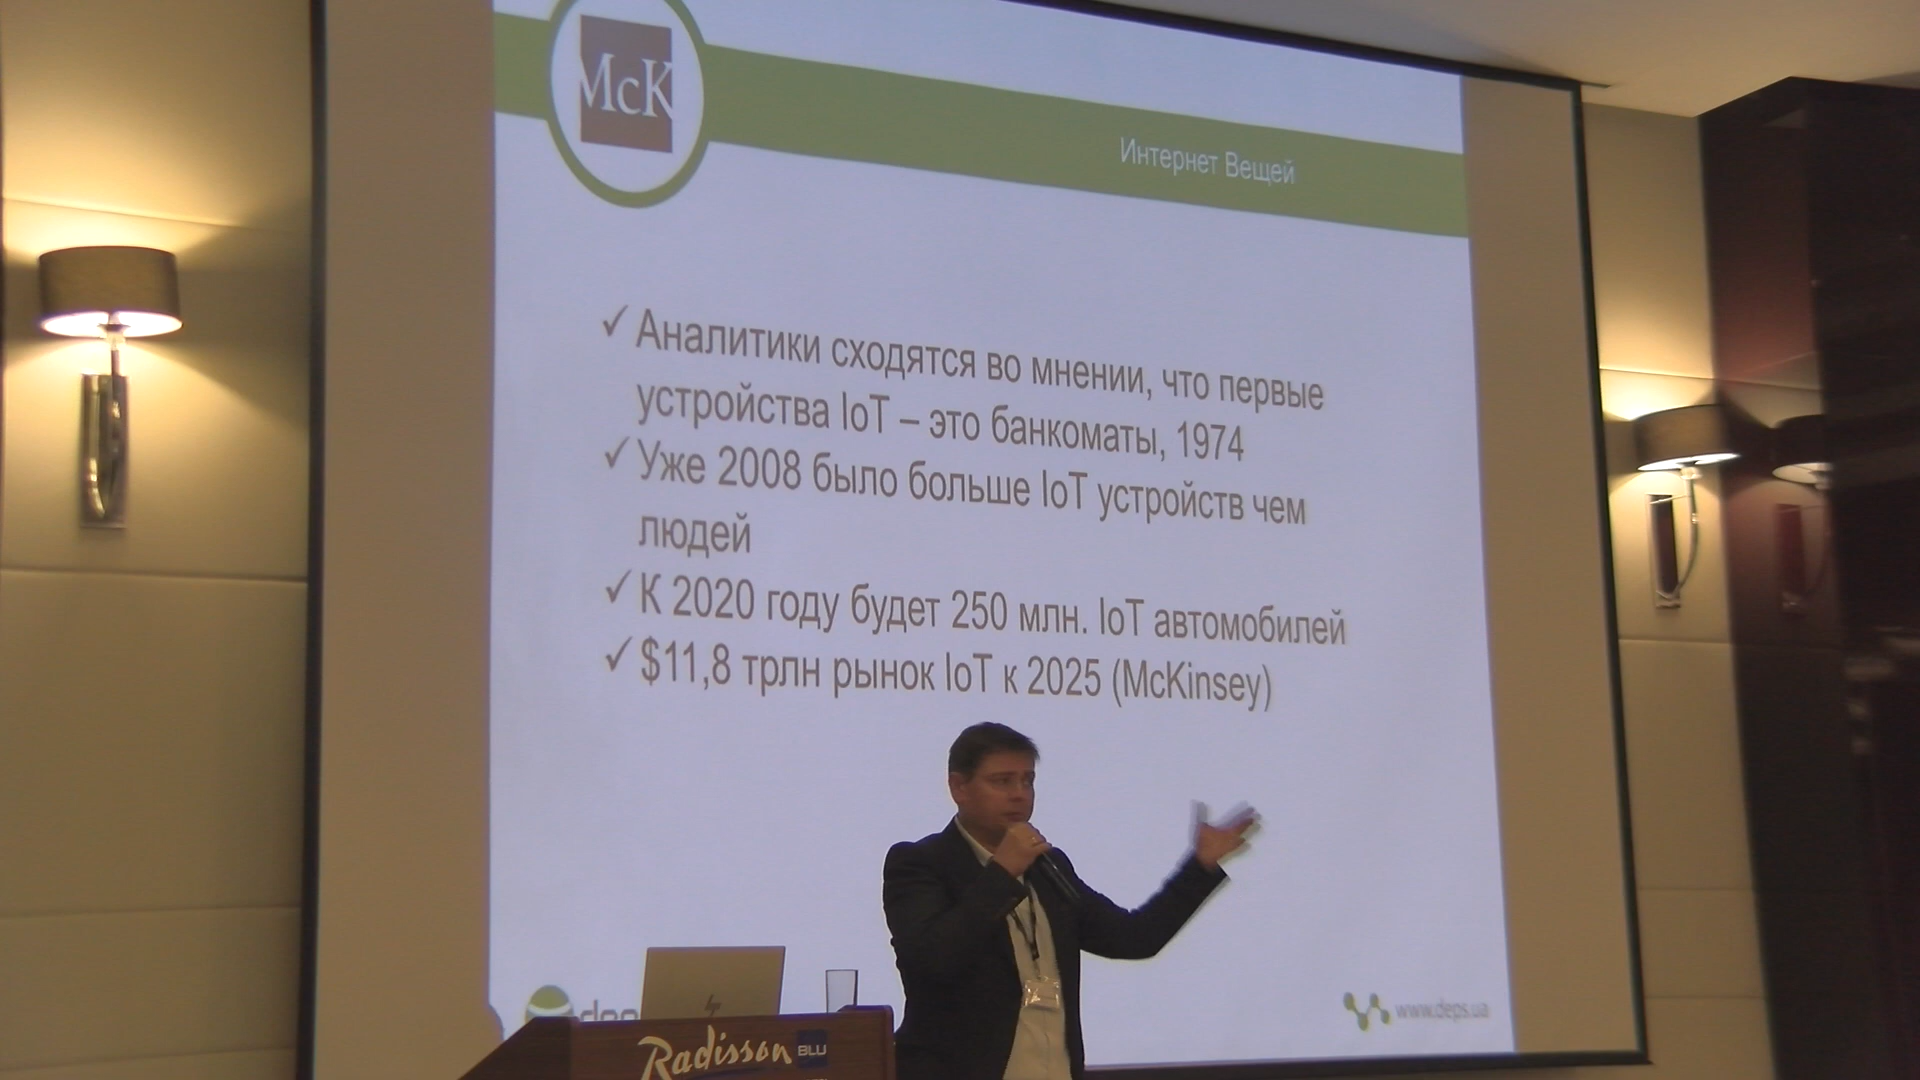 McK
Интернет Вещей
✓ Аналитики сходятся во мнении, что первые
устройства IoT – это банкоматы, 1974
✓ Уже 2008 было больше IoT устройств чем
людей
✓ К 2020 году будет 250 млн. IoT автомобилей
✓ $11,8 трлн рынок IoT к 2025 (McKinsey)
www.deps.ua
hp
Radisson BLU